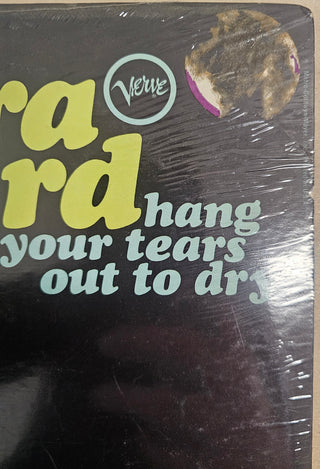 ra
Verve
rd hang
your tears
out to dry